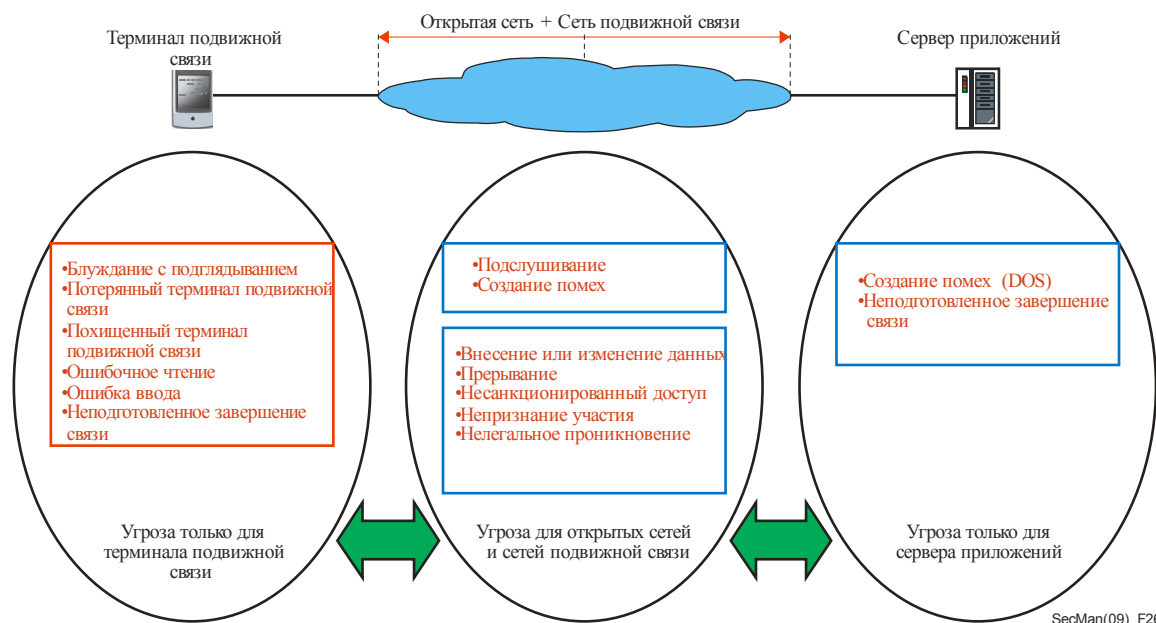 Открытая сеть + Сеть подвижной связи
Терминал подвижной
связи
Сервер приложений
•Блуждание с подглядыванием
•Потерянный терминал подвижной
связи
•Похищенный терминал
подвижной связи
•Ошибочное чтение
•Ошибка ввода
•Неподготовленное завершение
связи
•Подслушивание
•Создание помех
•Внесение или изменение данных
•Прерывание
•Несанкционированный доступ
•Непризнание участия
•Нелегальное проникновение
•Создание помех (DOS)
•Неподготовленное завершение
связи
Угроза только для
терминала подвижной
связи
Угроза для открытых сетей
и сетей подвижной связи
Угроза только для
сервера приложений
SecMan(09)_F26